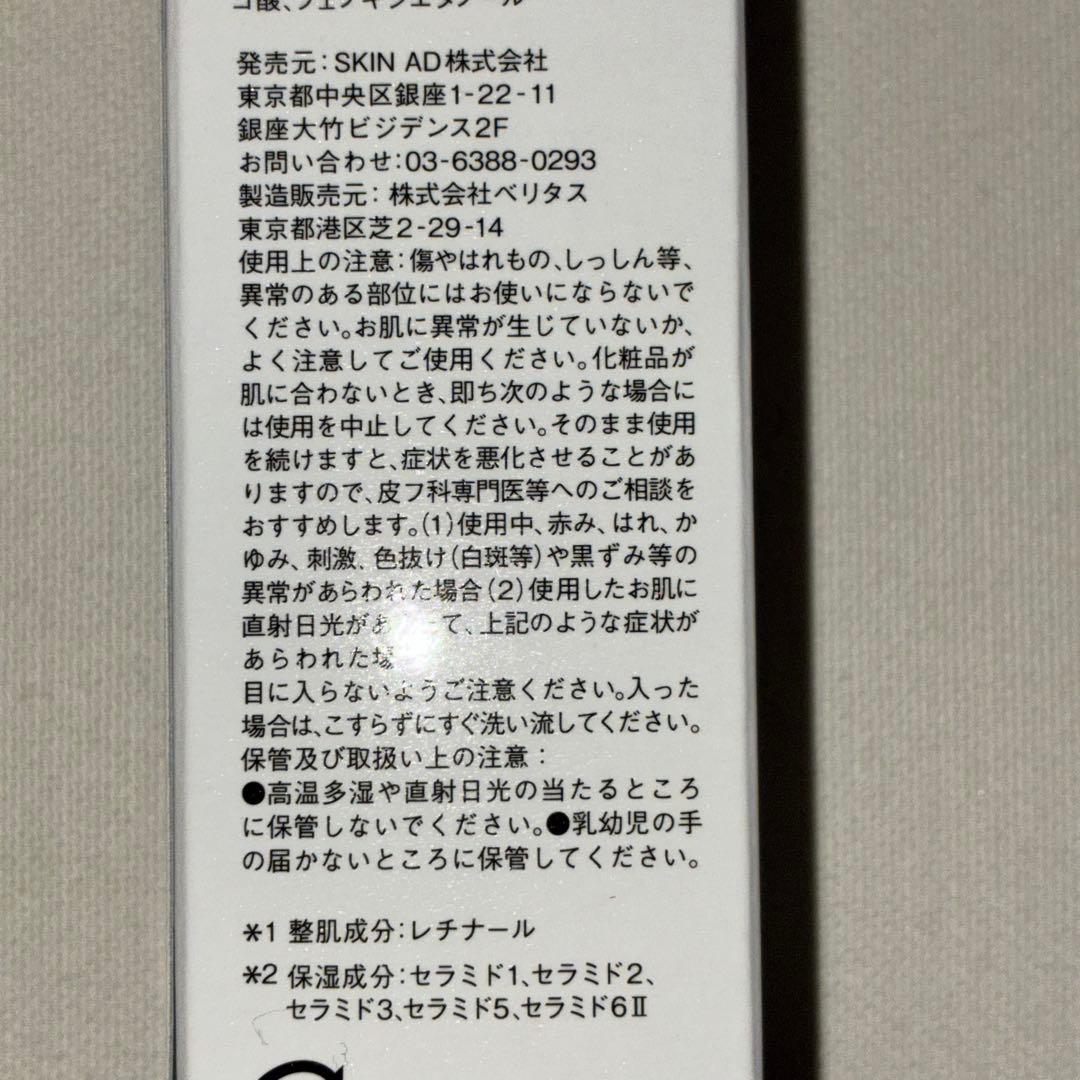 コ酸、フェノキシエタノール
発売元：SKIN AD株式会社
東京都中央区銀座1-22-11
銀座大竹ビジデンス2F
お問い合わせ：03-6388-0293
製造販売元：株式会社ベリタス
東京都港区芝2-29-14
使用上の注意：傷やはれもの、しっしん等、
異常のある部位にはお使いにならないで
ください。お肌に異常が生じていないか、
よく注意してご使用ください。化粧品が
肌に合わないとき、即ち次のような場合に
は使用を中止してください。そのまま使用
を続けますと、症状を悪化させることがあ
りますので、皮フ科専門医等へのご相談を
おすすめします。(1)使用中、赤み、はれ、か
ゆみ、刺激、色抜け(白斑等)や黒ずみ等の
異常があらわれた場合(2)使用したお肌に
直射日光があ て、上記のような症状が
あらわれた場
目に入らないようご注意ください。入った
場合は、こすらずにすぐ洗い流してください。
保管及び取扱い上の注意：
●高温多湿や直射日光の当たるところ
に保管しないでください。●乳幼児の手
の届かないところに保管してください。
*1 整肌成分：レチナール
*2 保湿成分：セラミド1、セラミド2、
セラミド3、セラミド5、セラミド6Ⅱ